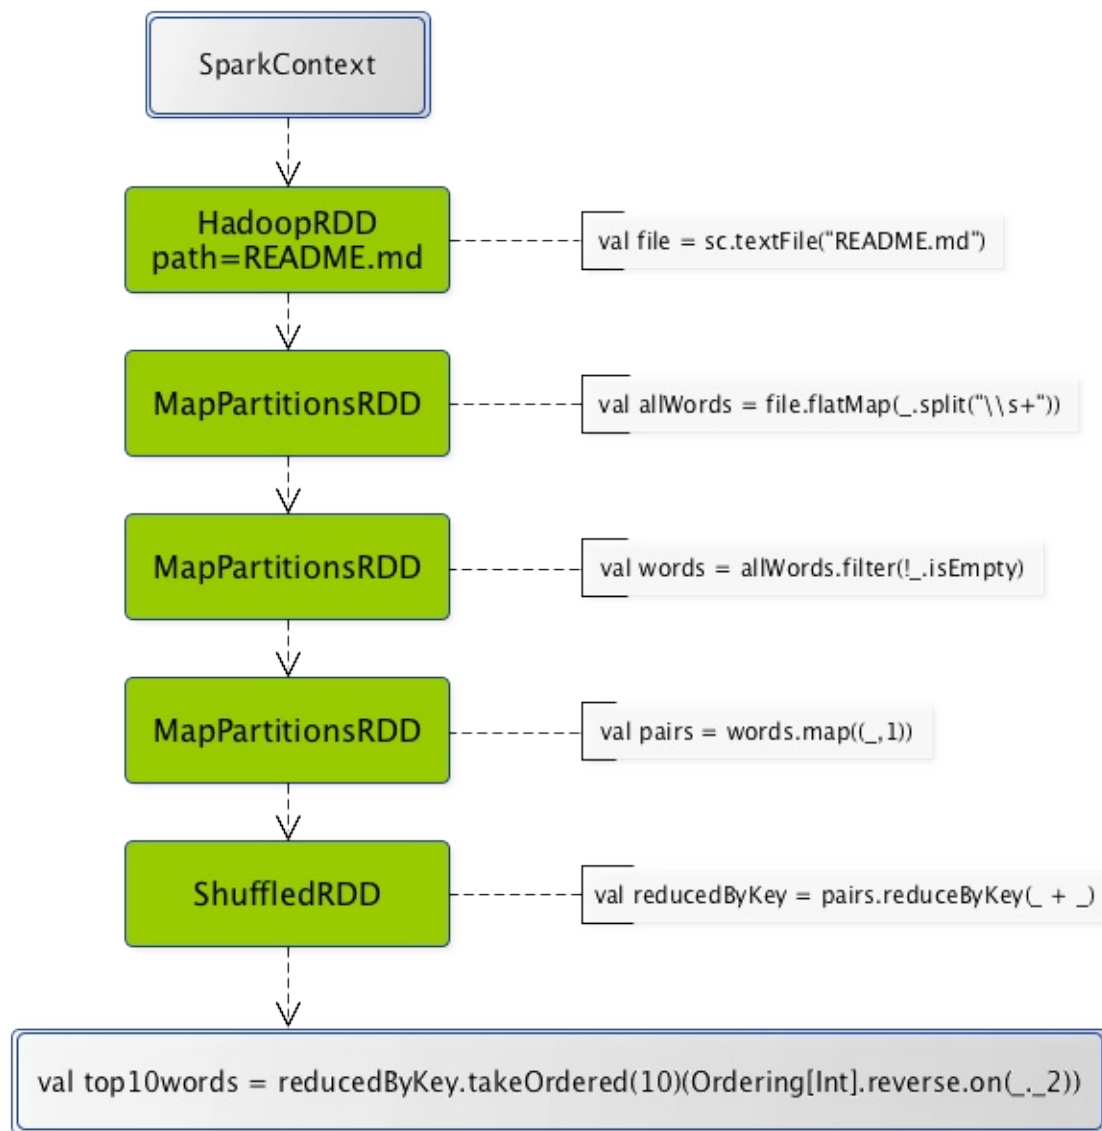 SparkContext
HadoopRDD
path=README.md
val file = sc.textFile("README.md")
MapPartitionsRDD
val allWords = file.flatMap(_.split("\\s+"))
MapPartitionsRDD
val words = allWords.filter(!_.isEmpty)
MapPartitionsRDD
val pairs = words.map((_,1))
ShuffledRDD
val reducedByKey = pairs.reduceByKey(_ + _)
val top10words = reducedByKey.takeOrdered(10)(Ordering[Int].reverse.on(_._2))